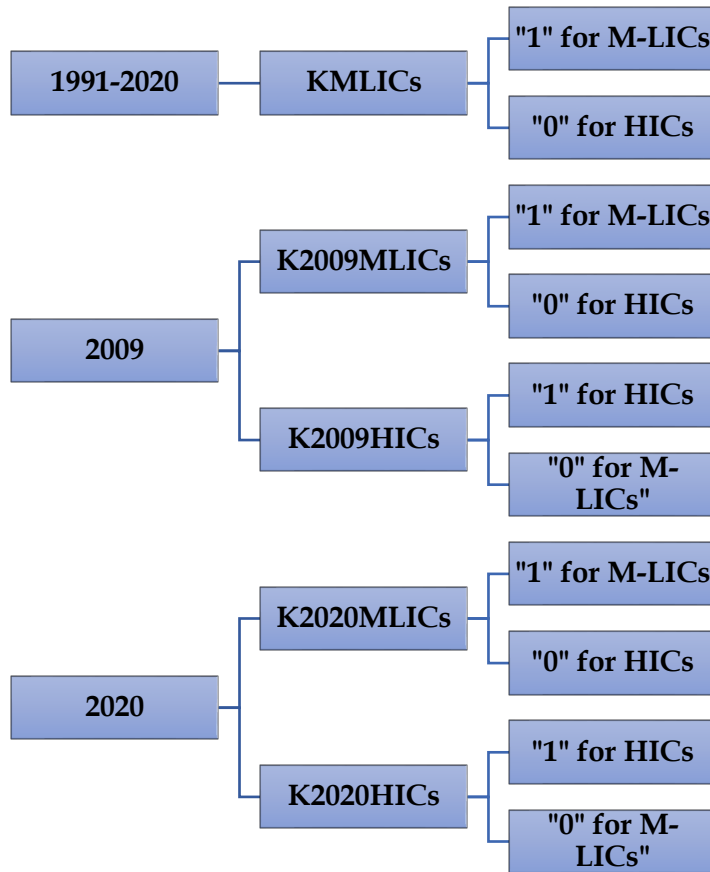 1991-2020
KMLICs
"1" for M-LICs
"0" for HICs
2009
K2009MLICs
"1" for M-LICs
"0" for HICs
K2009HICs
"1" for HICs
"0" for M-
LICs"
2020
K2020MLICs
"1" for M-LICs
"0" for HICs
K2020HICs
"1" for HICs
"0" for M-
LICs"